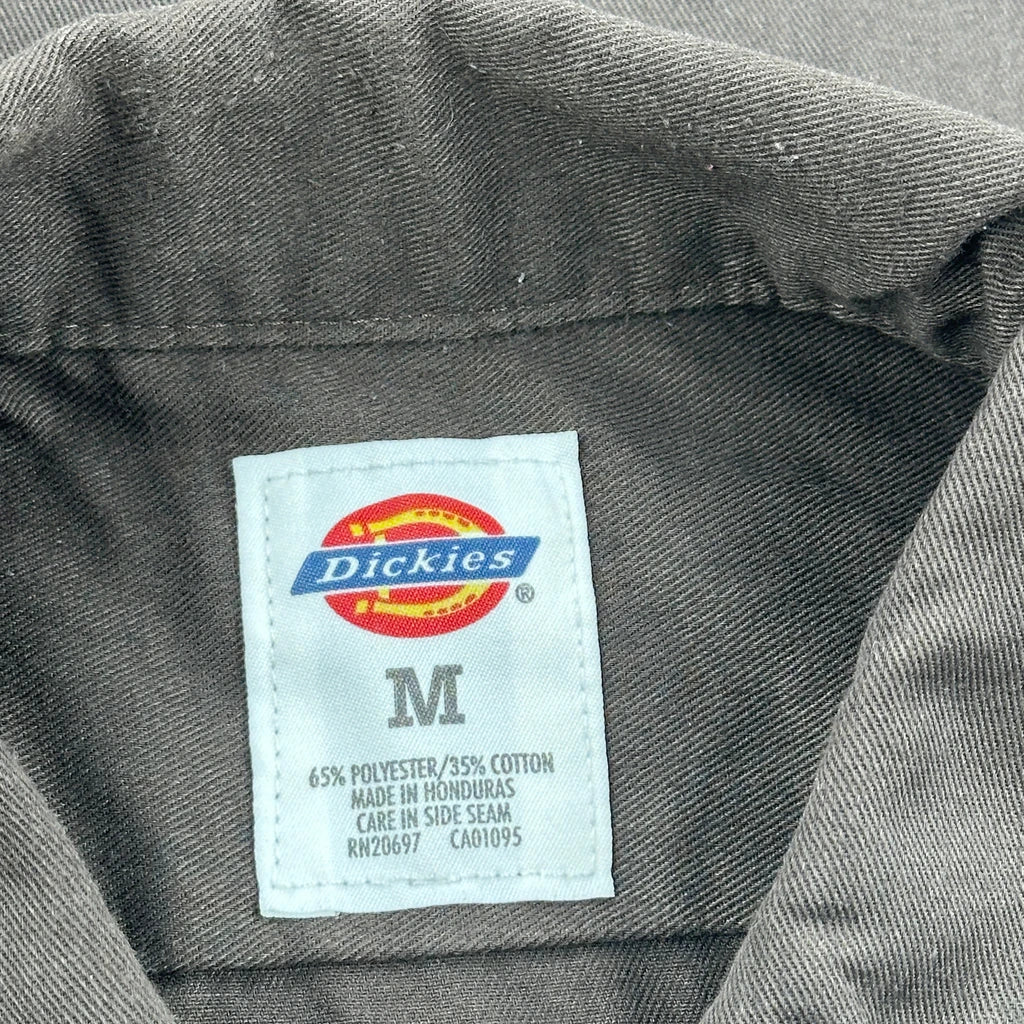 Dickies®
M
65% POLYESTER/35% COTTON
MADE IN HONDURAS
CARE IN SIDE SEAM
RN20697 CA01095